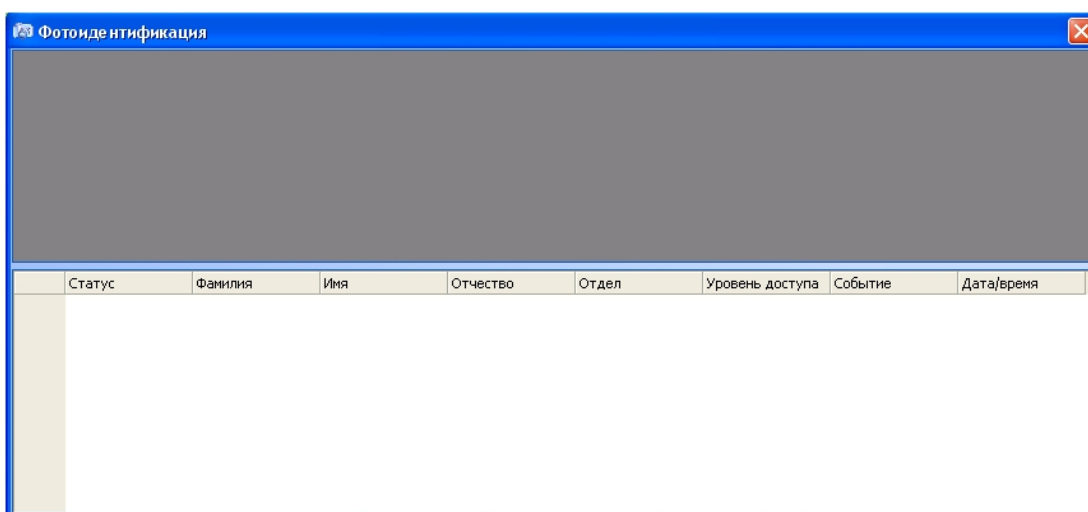 Фотоидентификация
Статус Фамилия Имя Отчество Отдел Уровень доступа Событие Дата/время